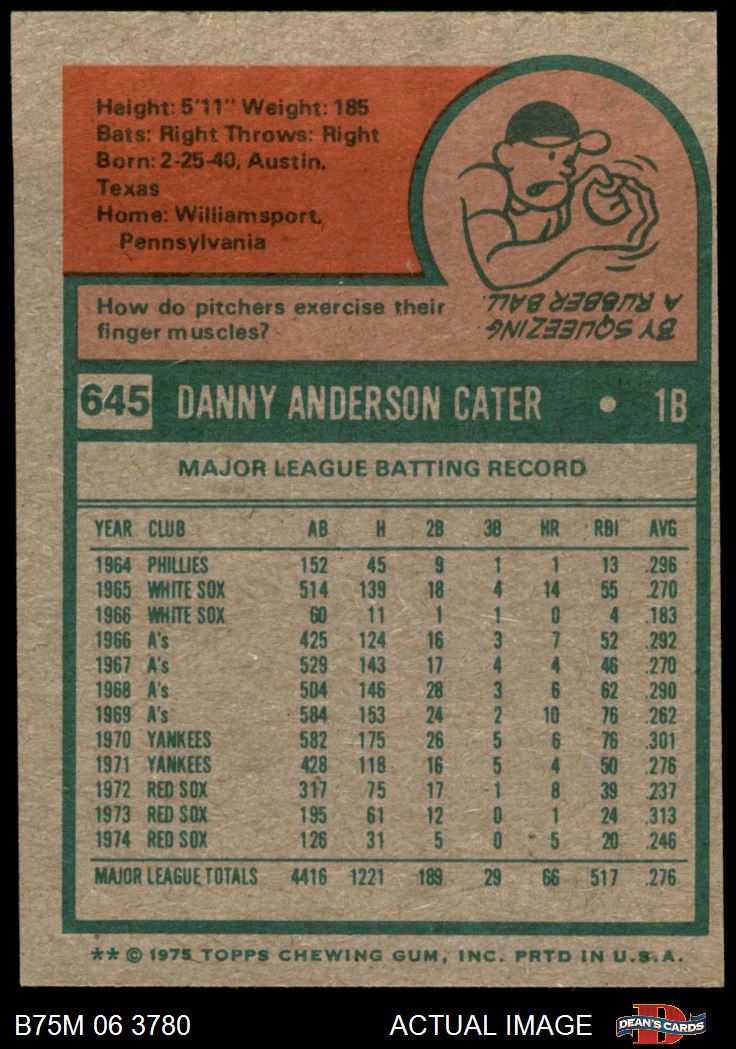 Height: 5'11" Weight: 185
Bats: Right Throws: Right
Born: 2-25-40, Austin,
Texas
Home: Williamsport,
Pennsylvania
How do pitchers exercise their
finger muscles?
BY SQUEEZING
A RUBBER BALL.
645 DANNY ANDERSON CATER • 1B
MAJOR LEAGUE BATTING RECORD
YEAR CLUB AB H 2B 3B HR RBI AVG
1964 PHILLIES 152 45 9 1 1 13 .296
1965 WHITE SOX 514 139 18 4 14 55 .270
1966 WHITE SOX 60 11 1 1 0 4 .183
1966 A's 425 124 16 3 7 52 .292
1967 A's 529 143 17 4 4 46 .270
1968 A's 504 146 28 3 6 62 .290
1969 A's 584 153 24 2 10 76 .262
1970 YANKEES 582 175 26 5 6 76 .301
1971 YANKEES 428 118 16 5 4 50 .276
1972 RED SOX 317 75 17 1 8 39 .237
1973 RED SOX 195 61 12 0 1 24 .313
1974 RED SOX 126 31 5 0 5 20 .246
MAJOR LEAGUE TOTALS 4416 1221 189 29 66 517 .276
** © 1975 TOPPS CHEWING GUM, INC. PRTD IN U.S.A.
B75M 06 3780 ACTUAL IMAGE D DEAN'S CARDS